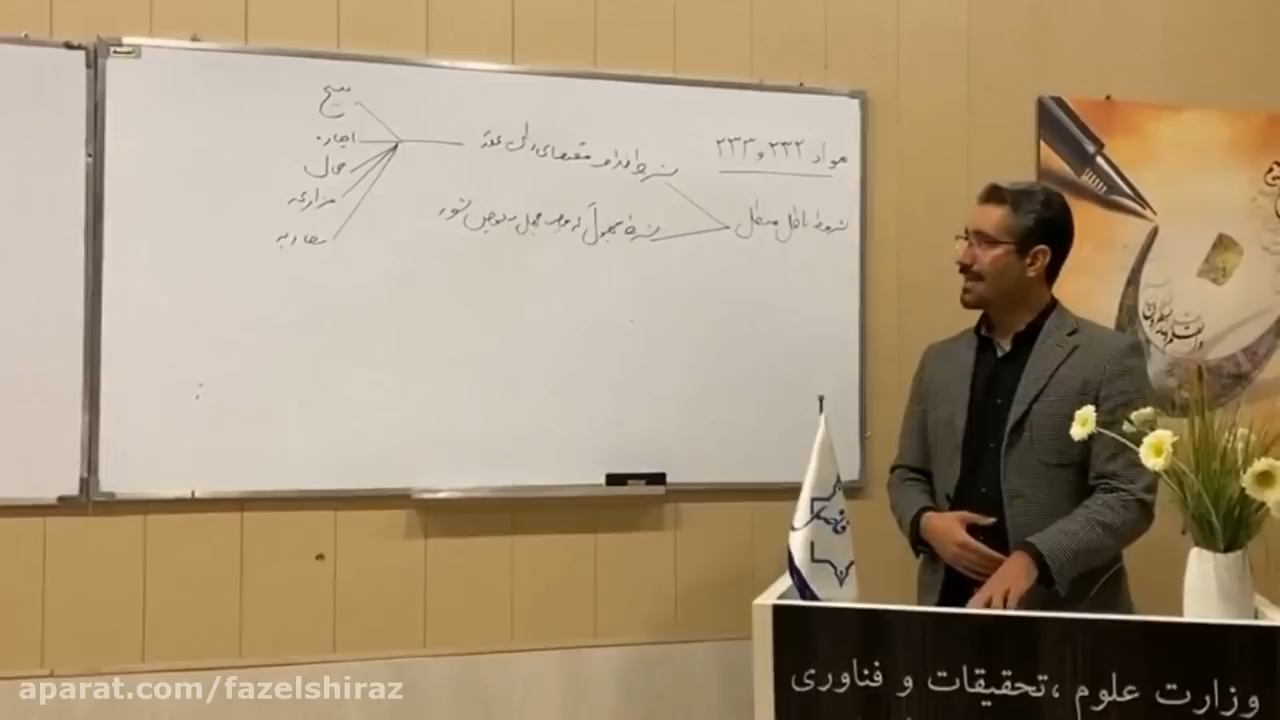 مواد ۲۳۲ و ۲۳۳
شروط باطل مبطل
شرط خلاف مقتضای ذات عقد
شرط مجهول که موجب جهل به عوضین شود
بیع
اجاره
مزارعه
مضاربه
وزارت علوم ،تحقیقات و فناوری
aparat.com/fazelshiraz